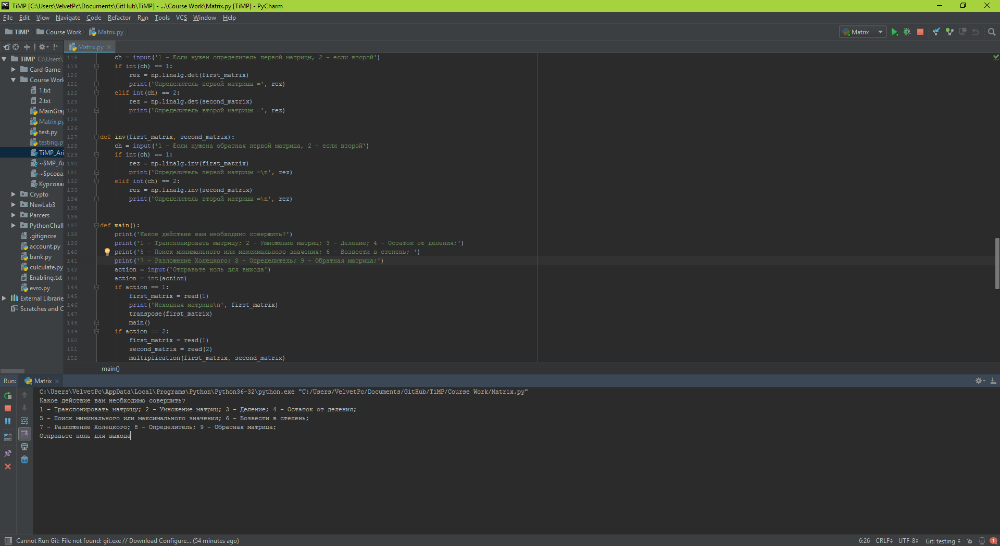 TiMP [C:\Users\VelvetPc\Documents\GitHub\TiMP] - ...\Course Work\Matrix.py [TiMP] - PyCharm
File Edit View Navigate Code Refactor Run Tools VCS Window Help
TiMP Course Work Matrix.py
Matrix
Matrix.py
TiMP C:\Users\
Card Game
Course Work
1.txt
2.txt
MainGra
Matrix.py
test.py
testing.p
TiMP_Ari
~$MP_A
~$рсова
Курсова
Crypto
NewLab3
Parcers
PythonChall
.gitignore
account.py
bank.py
culculate.py
Enabling.txt
evro.py
External Librarie
Scratches and C
118 ch = input('1 - Если нужен определитель первой матрицы, 2 - если второй')
119 if int(ch) == 1:
120 rez = np.linalg.det(first_matrix)
121 print('Определитель первой матрицы =', rez)
122 elif int(ch) == 2:
123 rez = np.linalg.det(second_matrix)
124 print('Определитель второй матрицы =', rez)
125
126
127 def inv(first_matrix, second_matrix):
128 ch = input('1 - Если нужена обратная первой матрица, 2 - если второй')
129 if int(ch) == 1:
130 rez = np.linalg.inv(first_matrix)
131 print('Определитель первой матрицы =\n', rez)
132 elif int(ch) == 2:
133 rez = np.linalg.inv(second_matrix)
134 print('Определитель второй матрицы =\n', rez)
135
136
137 def main():
138 print('Какое действие вам необходимо совершить?')
139 print('1 - Транспонировать матрицу; 2 - Умножение матриц; 3 - Деление; 4 - Остаток от деления;')
140 print('5 - Поиск минимального или максимального значения; 6 - Возвести в степень; ')
141 print('7 - Разложение Холецкого; 8 - Определитель; 9 - Обратная матрица;')
142 action = input('Отправьте ноль для выхода')
143 action = int(action)
144 if action == 1:
145 first_matrix = read(1)
146 print('Исходная матрица\n', first_matrix)
147 transpose(first_matrix)
148 main()
149 if action == 2:
150 first_matrix = read(1)
151 second_matrix = read(2)
152 multiplication(first_matrix, second_matrix)
main()
Run: Matrix
C:\Users\VelvetPc\AppData\Local\Programs\Python\Python36-32\python.exe "C:/Users/VelvetPc/Documents/GitHub/TiMP/Course Work/Matrix.py"
Какое действие вам необходимо совершить?
1 - Транспонировать матрицу; 2 - Умножение матриц; 3 - Деление; 4 - Остаток от деления;
5 - Поиск минимального или максимального значения; 6 - Возвести в степень;
7 - Разложение Холецкого; 8 - Определитель; 9 - Обратная матрица;
Отправьте ноль для выхода
Cannot Run Git: File not found: git.exe // Download Configure... (54 minutes ago)
6:26 CRLF UTF-8 Git: testing 1